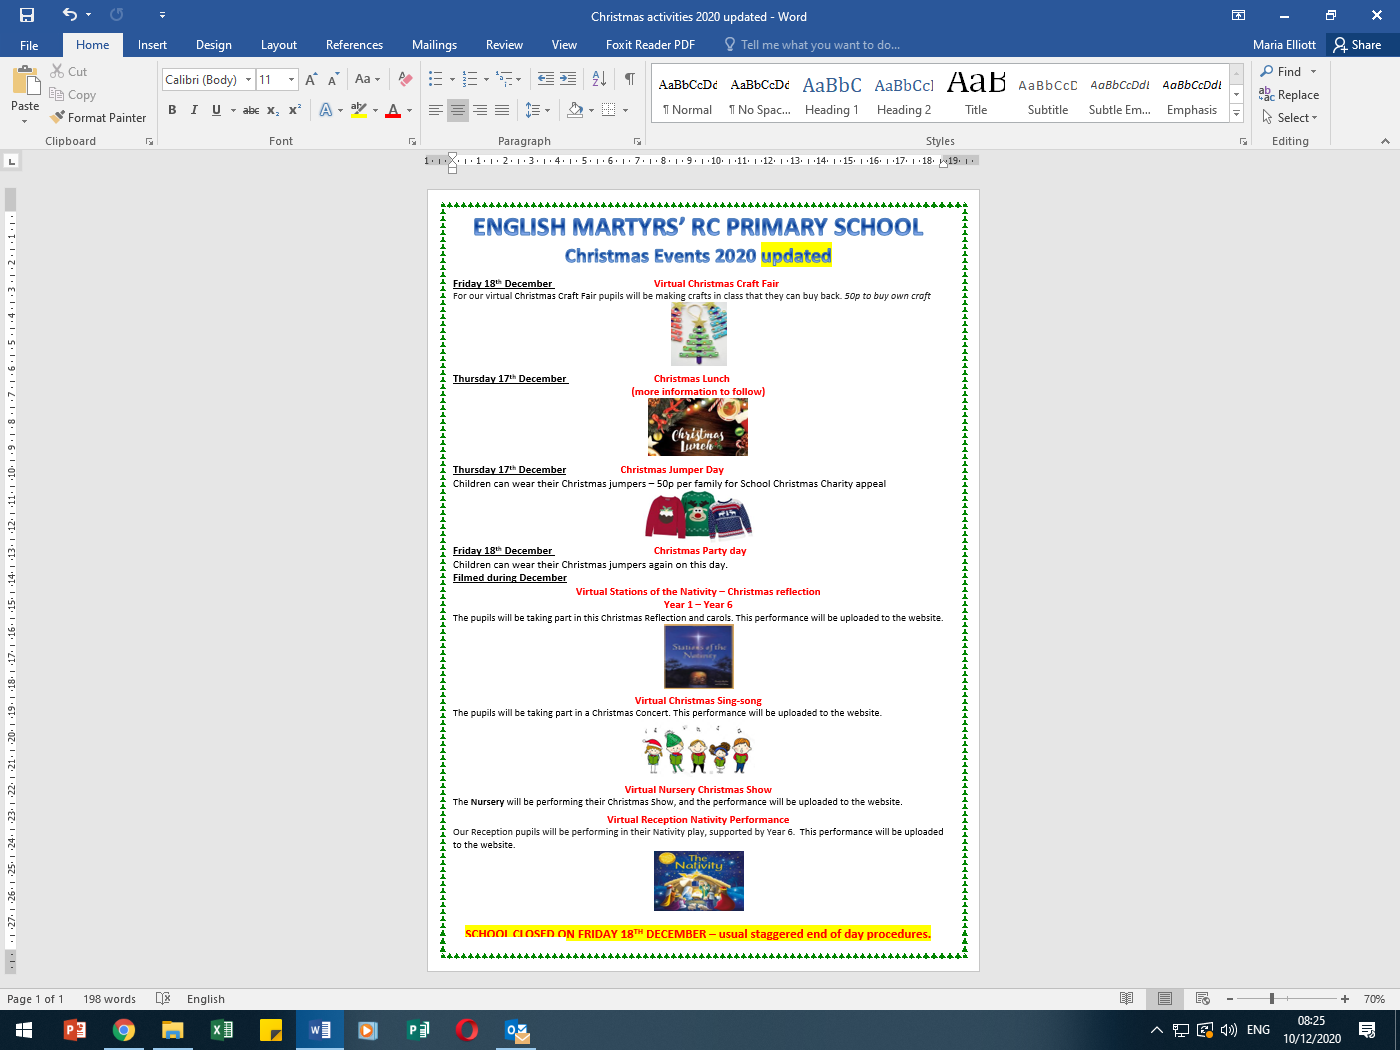 Christmas activities 2020 updated - Word
File Home Insert Design Layout References Mailings Review View Foxit Reader PDF Tell me what you want to do... Maria Elliott Share
Cut
Copy
Format Painter
Paste
Clipboard
Calibri (Body) 11
Aa
B I U abc x₂ x²
Font
Paragraph
AaBbCcDd AaBbCcDd AaBbC AaBbCcI AaB AaBbCcD AaBbCcDdI AaBbCcDdI
¶ Normal ¶ No Spac... Heading 1 Heading 2 Title Subtitle Subtle Em... Emphasis
Styles
Find
Replace
Select
Editing
ENGLISH MARTYRS’ RC PRIMARY SCHOOL
Christmas Events 2020 updated
Friday 18th December Virtual Christmas Craft Fair
For our virtual Christmas Craft Fair pupils will be making crafts in class that they can buy back. 50p to buy own craft
Thursday 17th December Christmas Lunch
(more information to follow)
Christmas
Lunch
Thursday 17th December Christmas Jumper Day
Children can wear their Christmas jumpers – 50p per family for School Christmas Charity appeal
Friday 18th December Christmas Party day
Children can wear their Christmas jumpers again on this day.
Filmed during December
Virtual Stations of the Nativity – Christmas reflection
Year 1 – Year 6
The pupils will be taking part in this Christmas Reflection and carols. This performance will be uploaded to the website.
Stations of the
Nativity
Virtual Christmas Sing-song
The pupils will be taking part in a Christmas Concert. This performance will be uploaded to the website.
Virtual Nursery Christmas Show
The Nursery will be performing their Christmas Show, and the performance will be uploaded to the website.
Virtual Reception Nativity Performance
Our Reception pupils will be performing in their Nativity play, supported by Year 6. This performance will be uploaded
to the website.
The
Nativity
SCHOOL CLOSED ON FRIDAY 18TH DECEMBER – usual staggered end of day procedures.
Page 1 of 1 198 words English 70%
ENG 08:25
10/12/2020